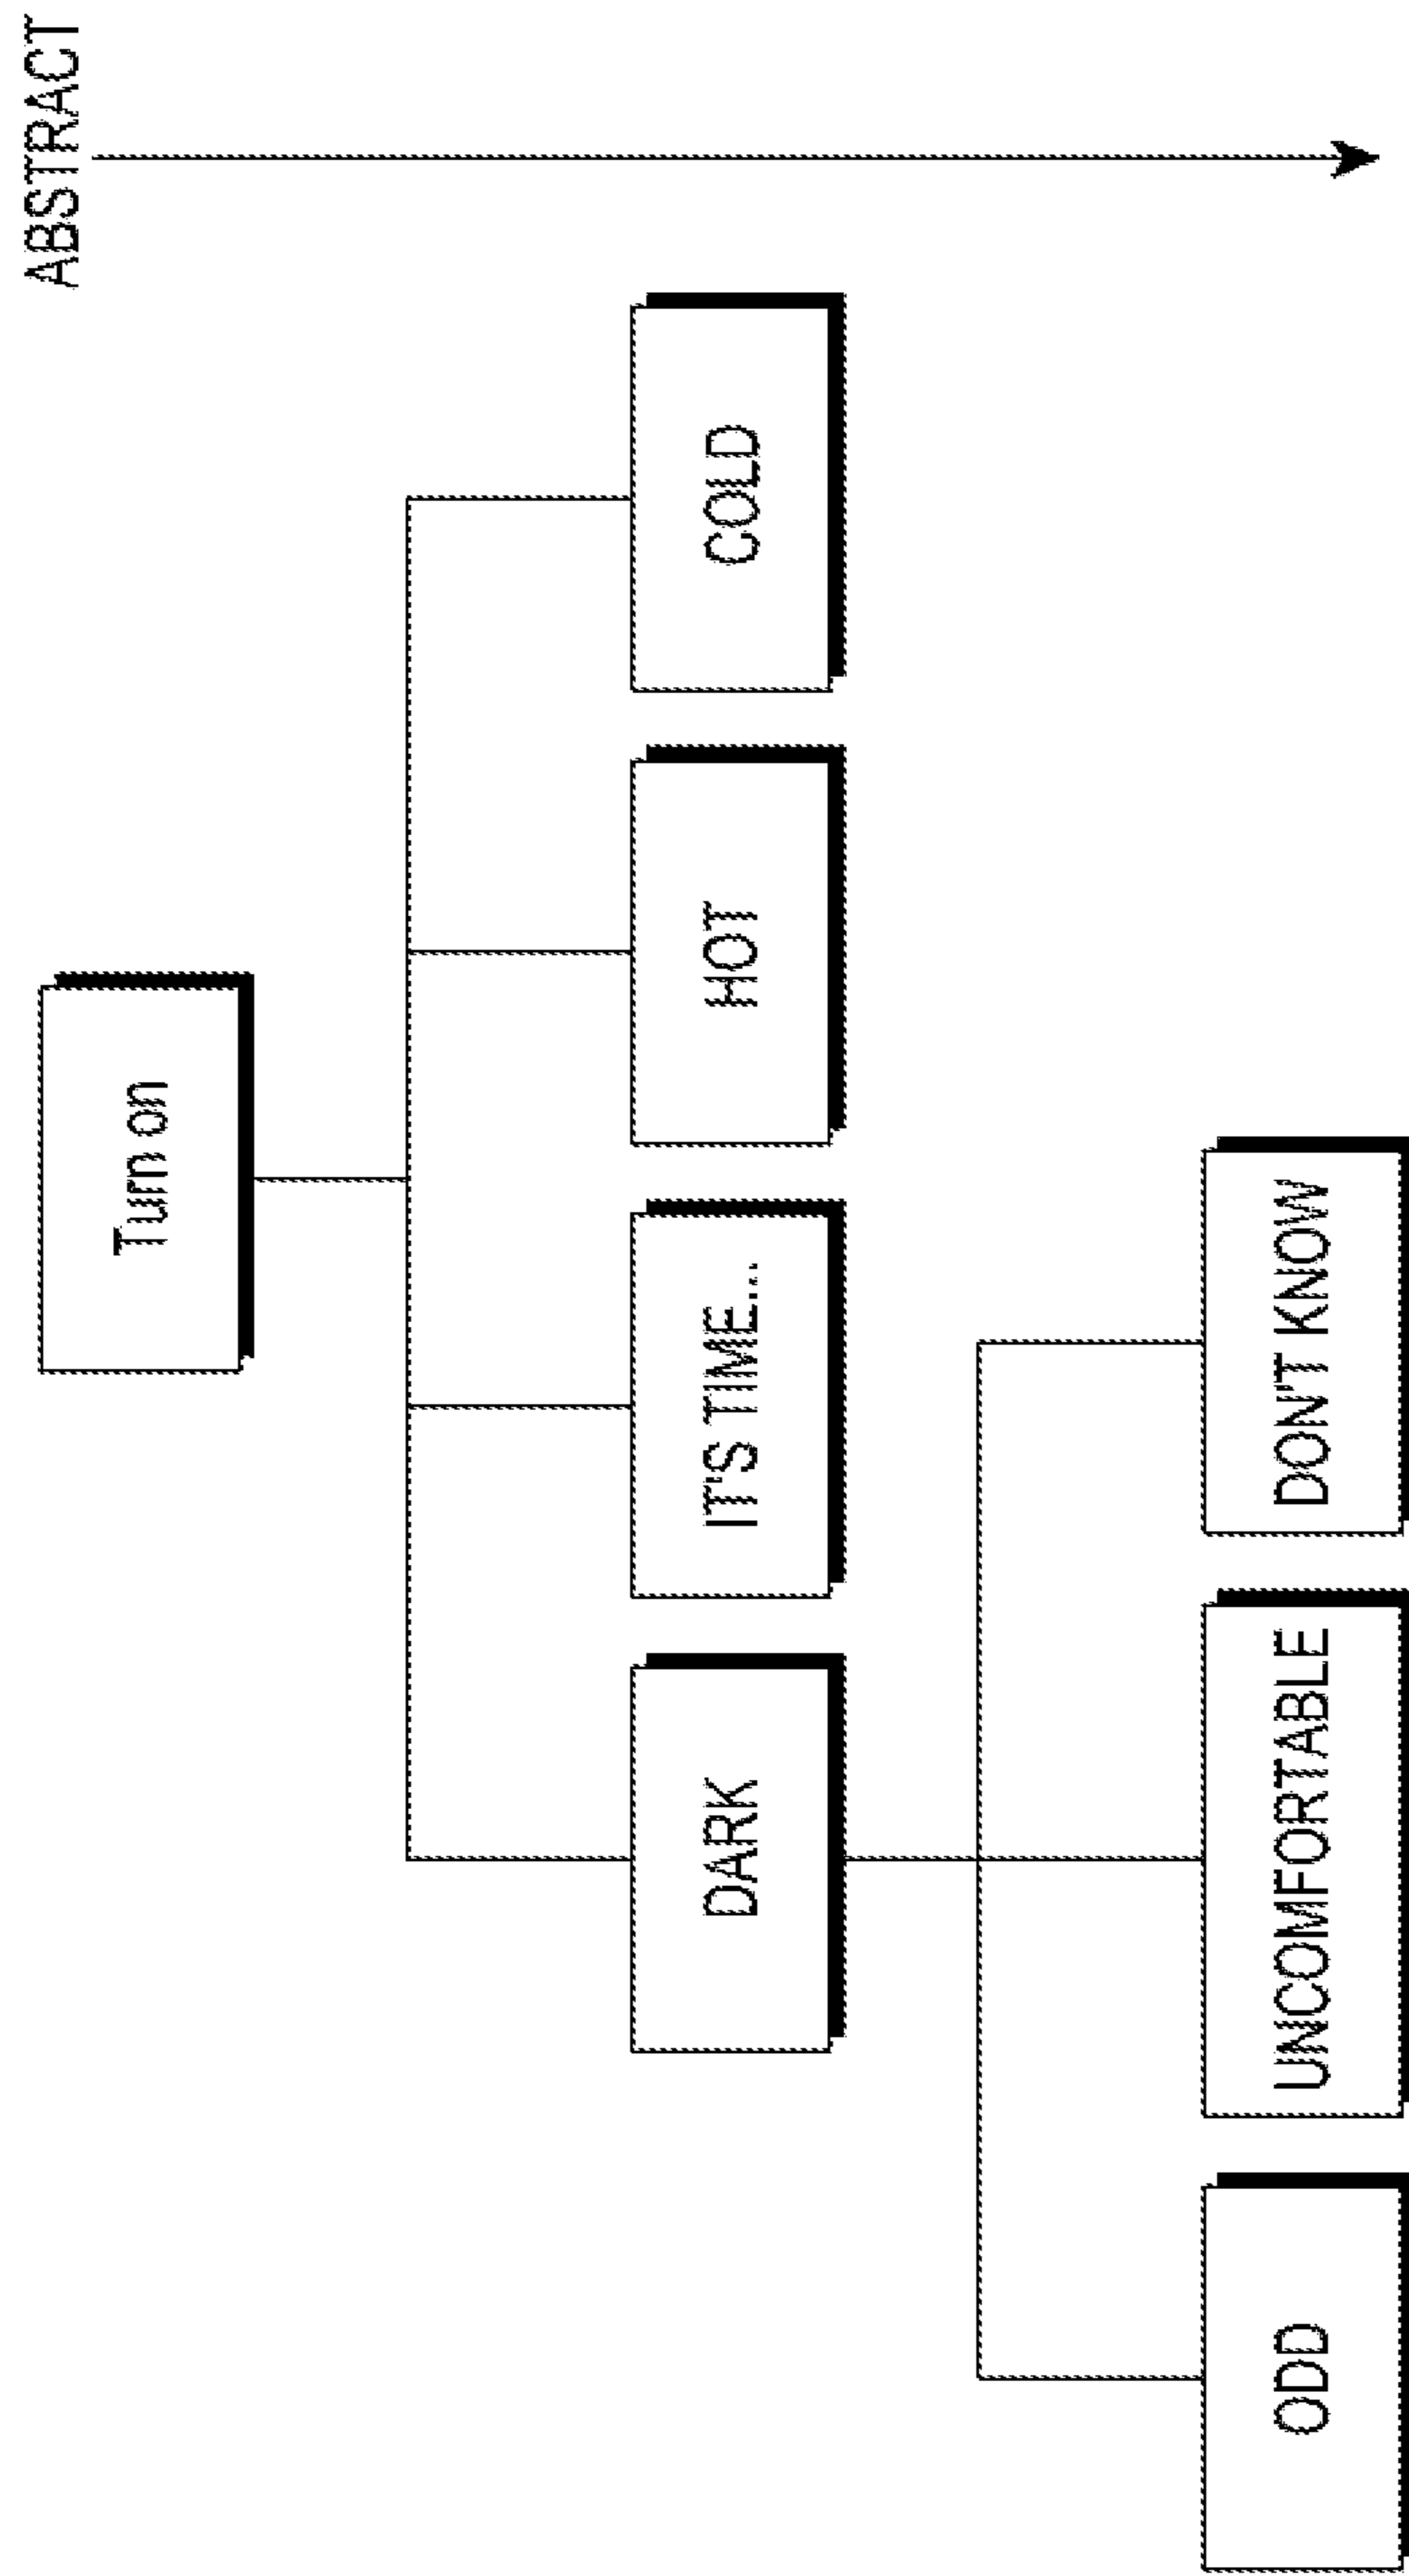 Turn on
ABSTRACT
DARK
IT'S TIME...
HOT
COLD
ODD
UNCOMFORTABLE
DON'T KNOW